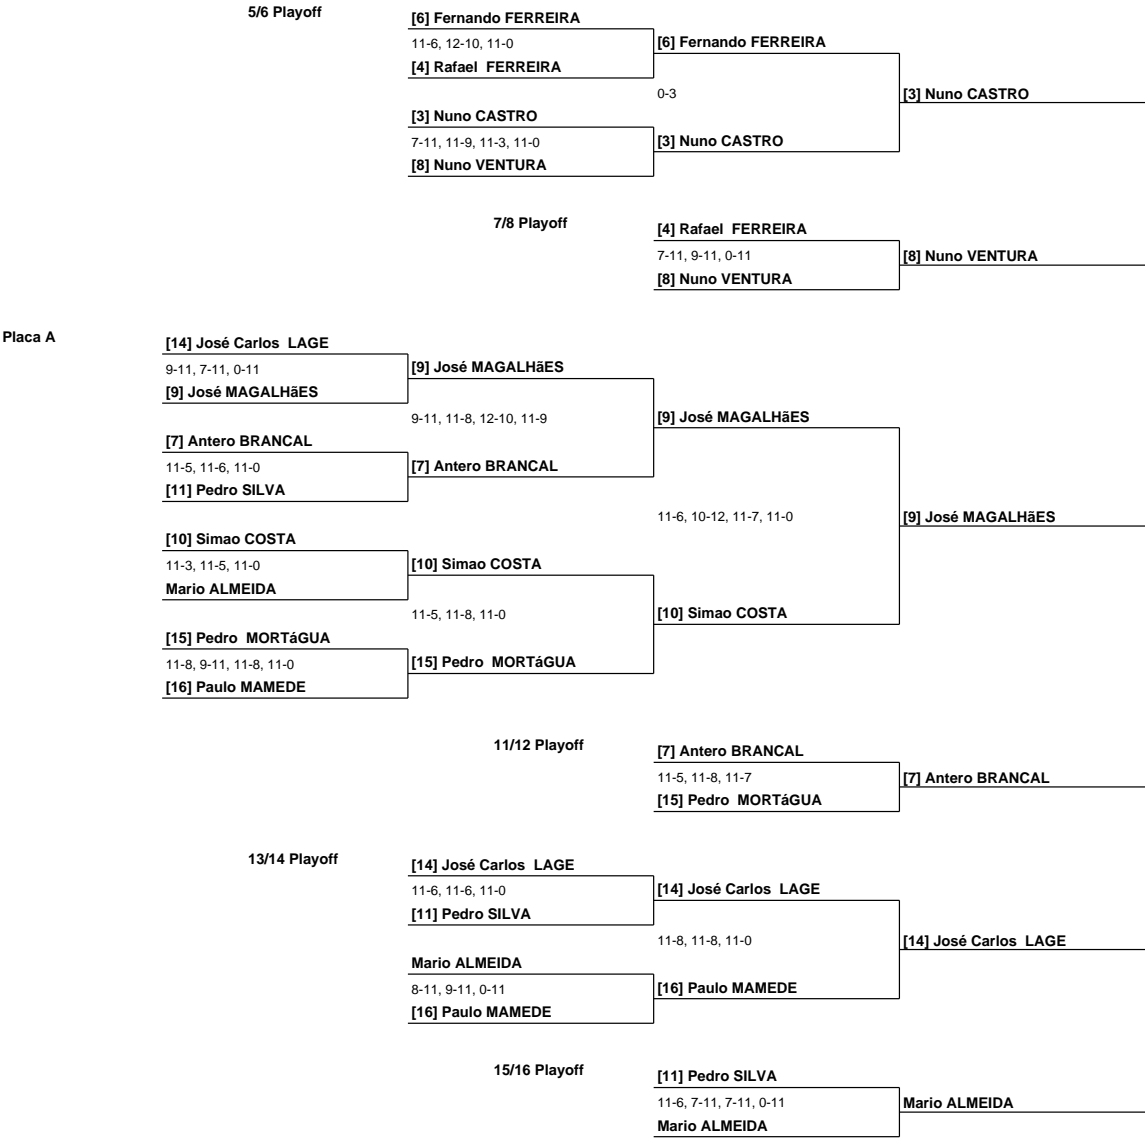 5/6 Playoff
[6] Fernando FERREIRA
11-6, 12-10, 11-0
[6] Fernando FERREIRA
[4] Rafael  FERREIRA
0-3
[3] Nuno CASTRO
[3] Nuno CASTRO
7-11, 11-9, 11-3, 11-0
[3] Nuno CASTRO
[8] Nuno VENTURA
7/8 Playoff
[4] Rafael  FERREIRA
7-11, 9-11, 0-11
[8] Nuno VENTURA
[8] Nuno VENTURA
Placa A
[14] José Carlos  LAGE
9-11, 7-11, 0-11
[9] José MAGALHãES
[9] José MAGALHãES
9-11, 11-8, 12-10, 11-9
[9] José MAGALHãES
[7] Antero BRANCAL
11-5, 11-6, 11-0
[7] Antero BRANCAL
[11] Pedro SILVA
11-6, 10-12, 11-7, 11-0
[9] José MAGALHãES
[10] Simao COSTA
11-3, 11-5, 11-0
[10] Simao COSTA
Mario ALMEIDA
11-5, 11-8, 11-0
[10] Simao COSTA
[15] Pedro  MORTáGUA
11-8, 9-11, 11-8, 11-0
[15] Pedro  MORTáGUA
[16] Paulo MAMEDE
11/12 Playoff
[7] Antero BRANCAL
11-5, 11-8, 11-7
[7] Antero BRANCAL
[15] Pedro  MORTáGUA
13/14 Playoff
[14] José Carlos  LAGE
11-6, 11-6, 11-0
[14] José Carlos  LAGE
[11] Pedro SILVA
11-8, 11-8, 11-0
[14] José Carlos  LAGE
Mario ALMEIDA
8-11, 9-11, 0-11
[16] Paulo MAMEDE
[16] Paulo MAMEDE
15/16 Playoff
[11] Pedro SILVA
11-6, 7-11, 7-11, 0-11
Mario ALMEIDA
Mario ALMEIDA